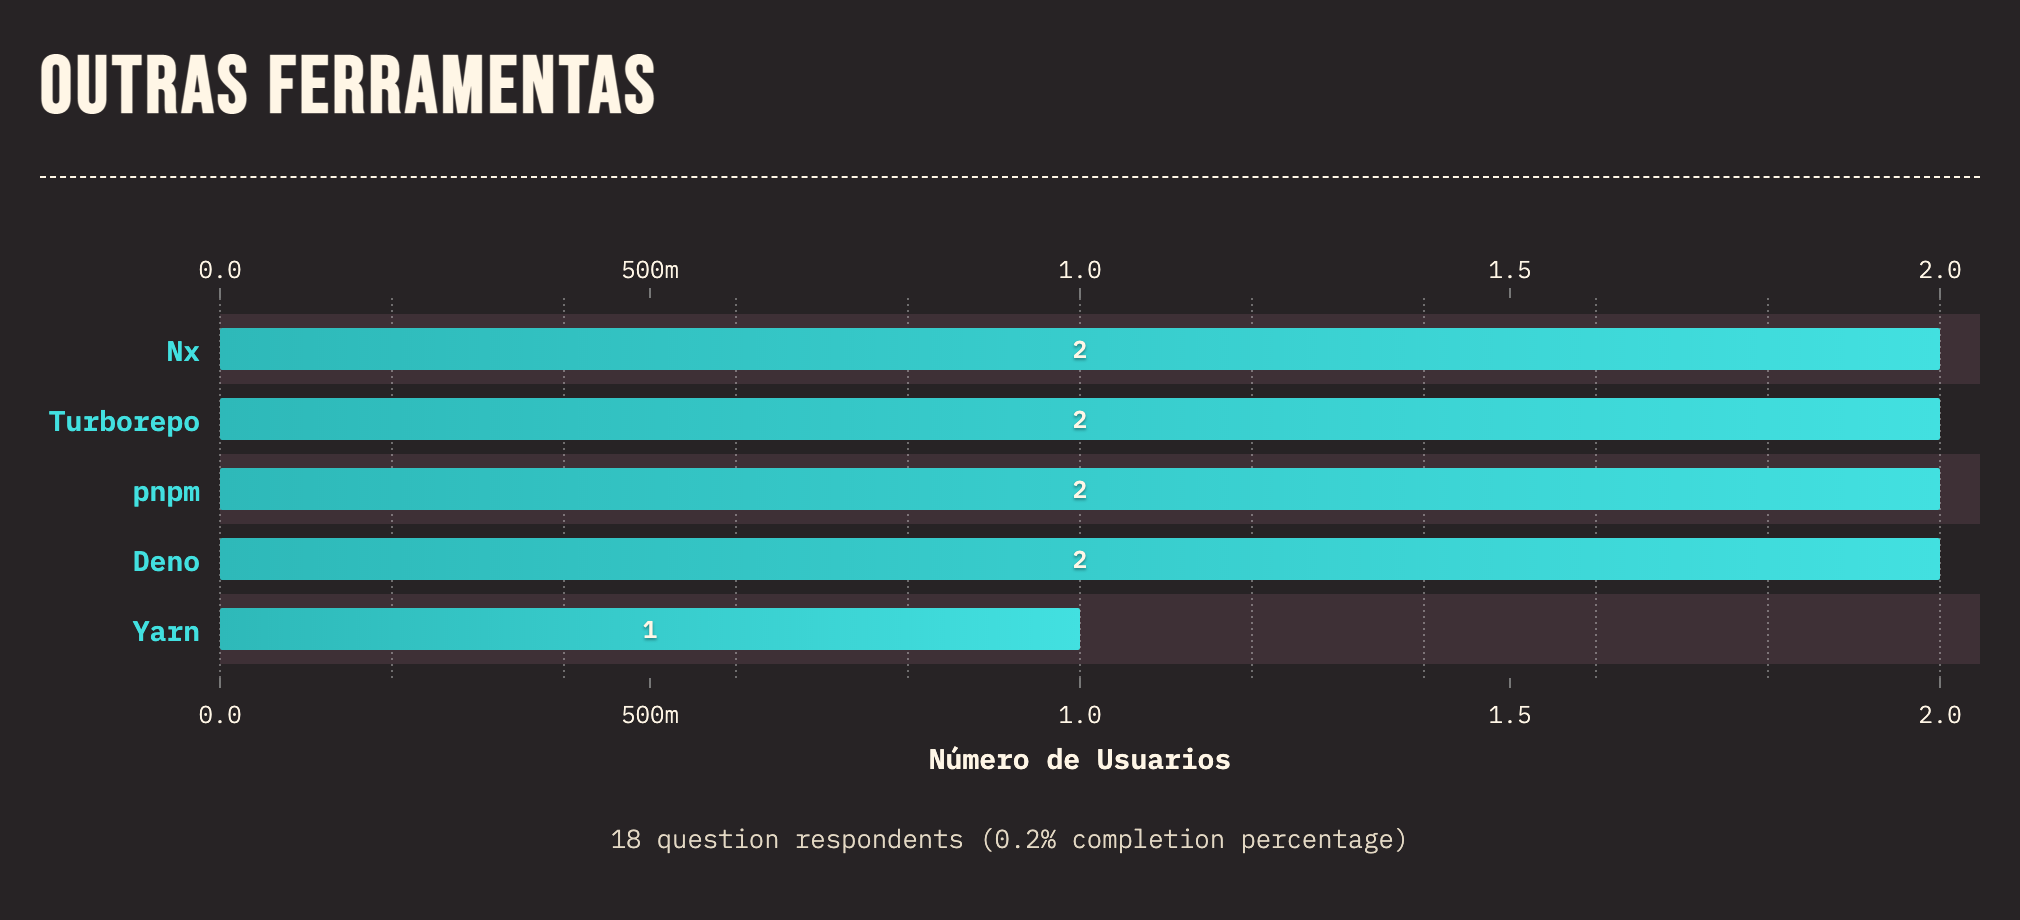 OUTRAS FERRAMENTAS
0.0 500m 1.0 1.5 2.0
Nx 2
Turborepo 2
pnpm 2
Deno 2
Yarn 1
0.0 500m 1.0 1.5 2.0
Número de Usuarios
18 question respondents (0.2% completion percentage)